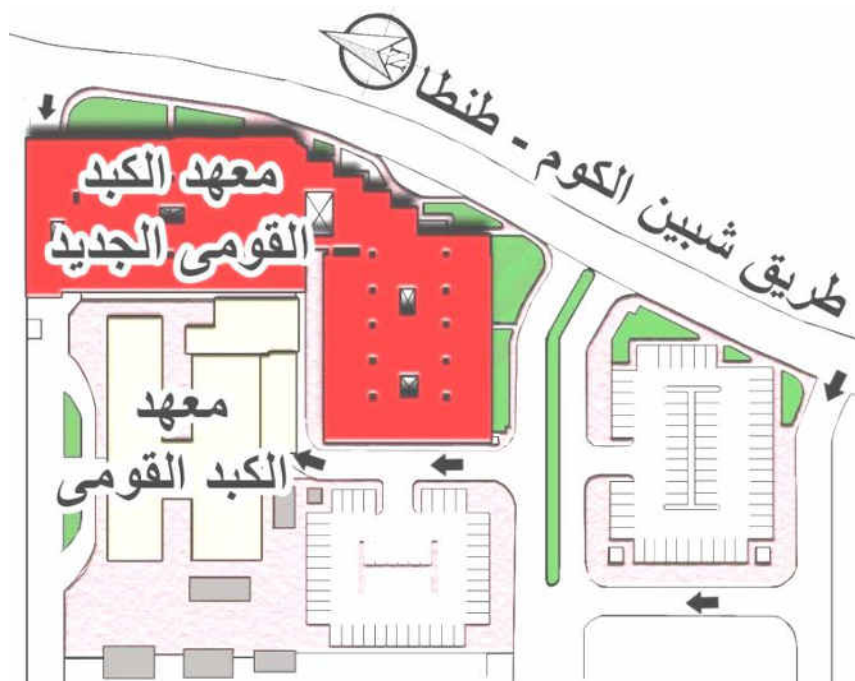 طريق شبين الكوم - طنطا
معهد الكبد
القومى الجديد
معهد
الكبد القومى